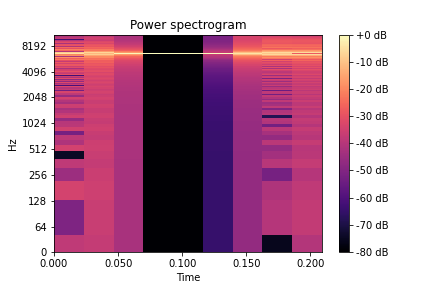 Power spectrogram
8192
4096
2048
1024
512
256
128
64
0
Hz
0.000 0.050 0.100 0.150 0.200
Time
+0 dB
-10 dB
-20 dB
-30 dB
-40 dB
-50 dB
-60 dB
-70 dB
-80 dB